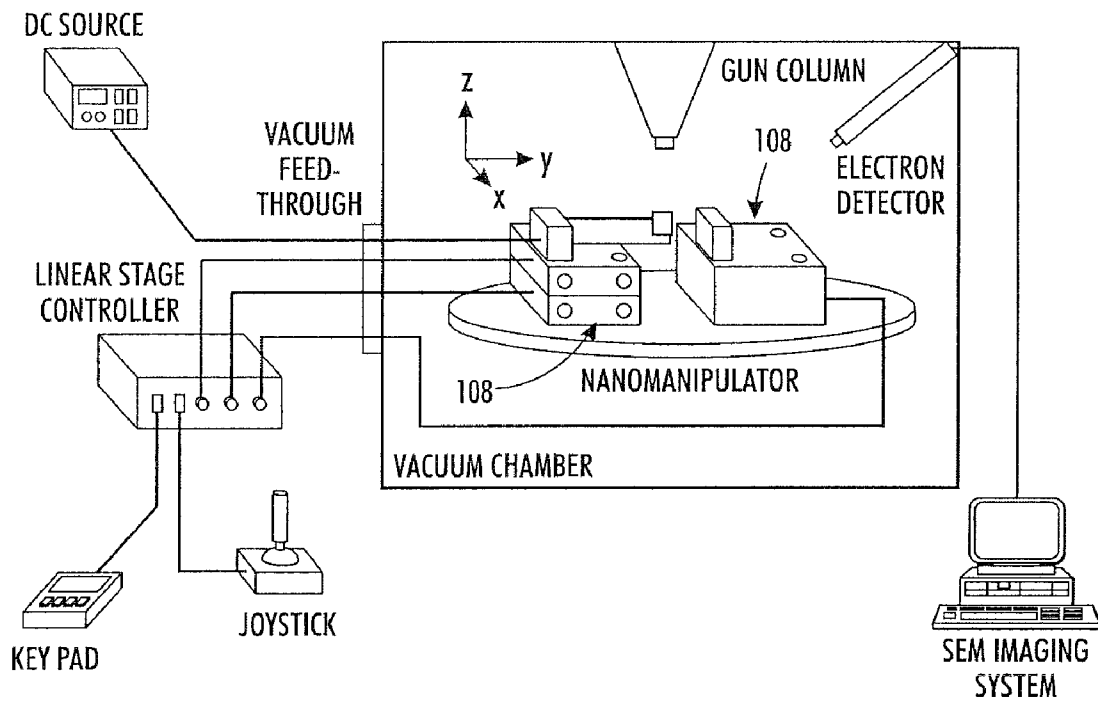 DC SOURCE
VACUUM
FEED-
THROUGH
z
y
x
GUN COLUMN
108
ELECTRON
DETECTOR
LINEAR STAGE
CONTROLLER
108
NANOMANIPULATOR
VACUUM CHAMBER
KEY PAD
JOYSTICK
SEM IMAGING
SYSTEM